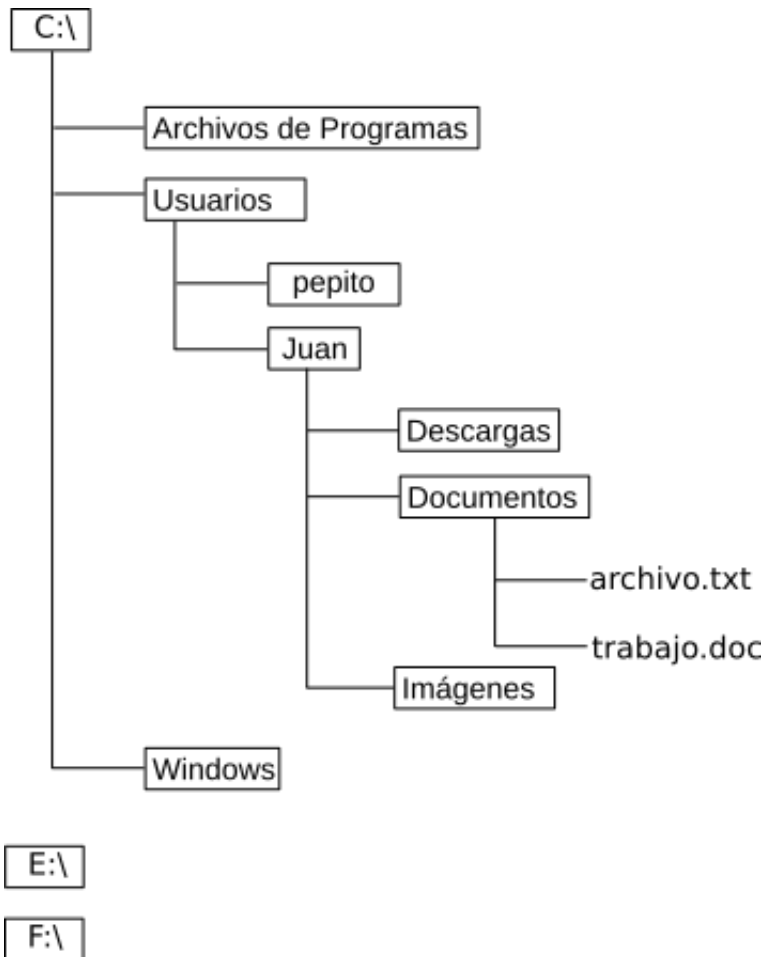 C:\
Archivos de Programas
Usuarios
pepito
Juan
Descargas
Documentos
archivo.txt
trabajo.doc
Imágenes
Windows
E:\
F:\